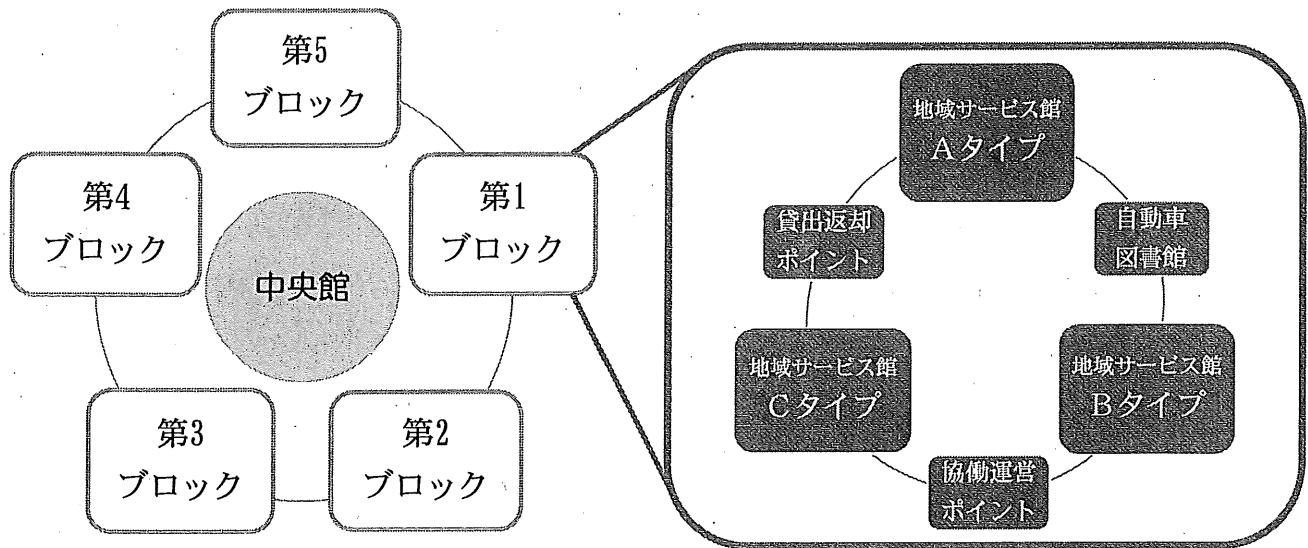 第5
ブロック
第4
ブロック
第1
ブロック
中央館
第3
ブロック
第2
ブロック
地域サービス館
Aタイプ
貸出返却
ポイント
自動車
図書館
地域サービス館
Cタイプ
地域サービス館
Bタイプ
協働運営
ポイント